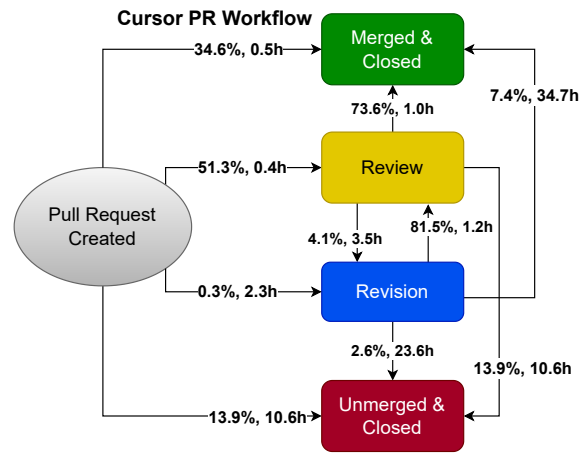 Cursor PR Workflow
34.6%, 0.5h
Merged &
Closed
7.4%, 34.7h
73.6%, 1.0h
51.3%, 0.4h
Review
Pull Request
Created
4.1%, 3.5h
81.5%, 1.2h
0.3%, 2.3h
Revision
2.6%, 23.6h
13.9%, 10.6h
13.9%, 10.6h
Unmerged &
Closed